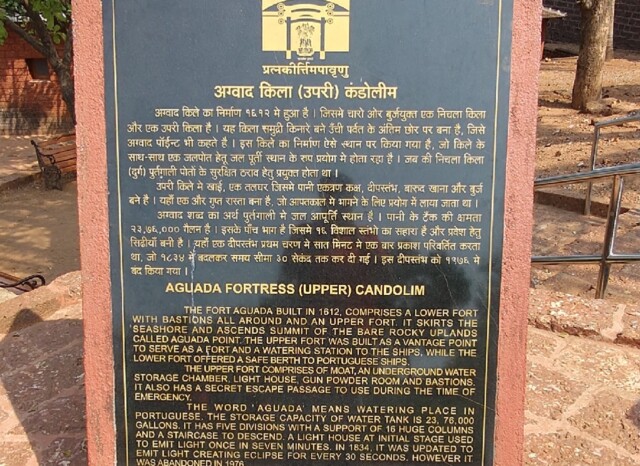 प्रत्नकीर्त्तिमपावृणु
अग्वाद किला (उपरी) कंडोलीम
अग्वाद किले का निर्माण १६१२ मे हुआ है । जिसमे चारो ओर बुर्जयुक्त एक निचला किला
और एक उपरी किला है । यह किला समुद्री किनारे बने उँची पर्वत के अंतिम छोर पर बना है, जिसे
अग्वाद पॉईन्ट भी कहते है । इस किले का निर्माण ऐसे स्थान पर किया गया है, जो किले के
साथ-साथ एक जलपोत हेतु जल पूर्ती स्थान के रुप प्रयोग मे होता रहा है । जब की निचला किला
(दुर्ग) पुर्तगाली पोतो के सुरक्षित ठराव हेतु प्रयुक्त होता था ।
उपरी किले मे खाई, एक तलघर जिसमे पानी एकत्रण कक्ष, दीपस्तंभ, बारूद खाना और बुर्ज
बने है । यहाँ एक और गुप्त रास्ता बना है, जो आपतकाल मे भागने के लिए प्रयोग में लाया जाता था ।
अग्वाद शब्द का अर्थ पुर्तगाली मे जल आपूर्ति स्थान है । पानी के टैंक की क्षमता
२३,७६,००० गैलन है । इसके पाँच भाग है जिसमे १६ विशाल स्तंभो का सहारा है और प्रवेश हेतु
सिढीयाँ बनी है । यहाँ एक दीपस्तंभ प्रथम चरण मे सात मिनट मे एक बार प्रकाश परिवर्तित करता
था, जो १८३४ में बदलकर समय सीमा ३० सेकंद तक कर दी गई । इस दीपस्तंभ को १९७६ मे
बंद किया गया ।
AGUADA FORTRESS (UPPER) CANDOLIM
THE FORT AGUADA BUILT IN 1612, COMPRISES A LOWER FORT
WITH BASTIONS ALL AROUND AND AN UPPER FORT. IT SKIRTS THE
SEASHORE AND ASCENDS SUMMIT OF THE BARE ROCKY UPLANDS
CALLED AGUADA POINT. THE UPPER FORT WAS BUILT AS A VANTAGE POINT
TO SERVE AS A FORT AND A WATERING STATION TO THE SHIPS, WHILE THE
LOWER FORT OFFERED A SAFE BERTH TO PORTUGUESE SHIPS.
THE UPPER FORT COMPRISES OF MOAT, AN UNDERGROUND WATER
STORAGE CHAMBER, LIGHT HOUSE, GUN POWDER ROOM AND BASTIONS.
IT ALSO HAS A SECRET ESCAPE PASSAGE TO USE DURING THE TIME OF
EMERGENCY.
THE WORD 'AGUADA' MEANS WATERING PLACE IN
PORTUGUESE. THE STORAGE CAPACITY OF WATER TANK IS 23, 76,000
GALLONS. IT HAS FIVE DIVISIONS WITH A SUPPORT OF 16 HUGE COLUMNS
AND A STAIRCASE TO DESCEND. A LIGHT HOUSE AT INITIAL STAGE USED
TO EMIT LIGHT ONCE IN SEVEN MINUTES. IN 1834, IT WAS UPDATED TO
EMIT LIGHT CREATING ECLIPSE FOR EVERY 30 SECONDS. HOWEVER IT
WAS ABANDONED IN 1976.